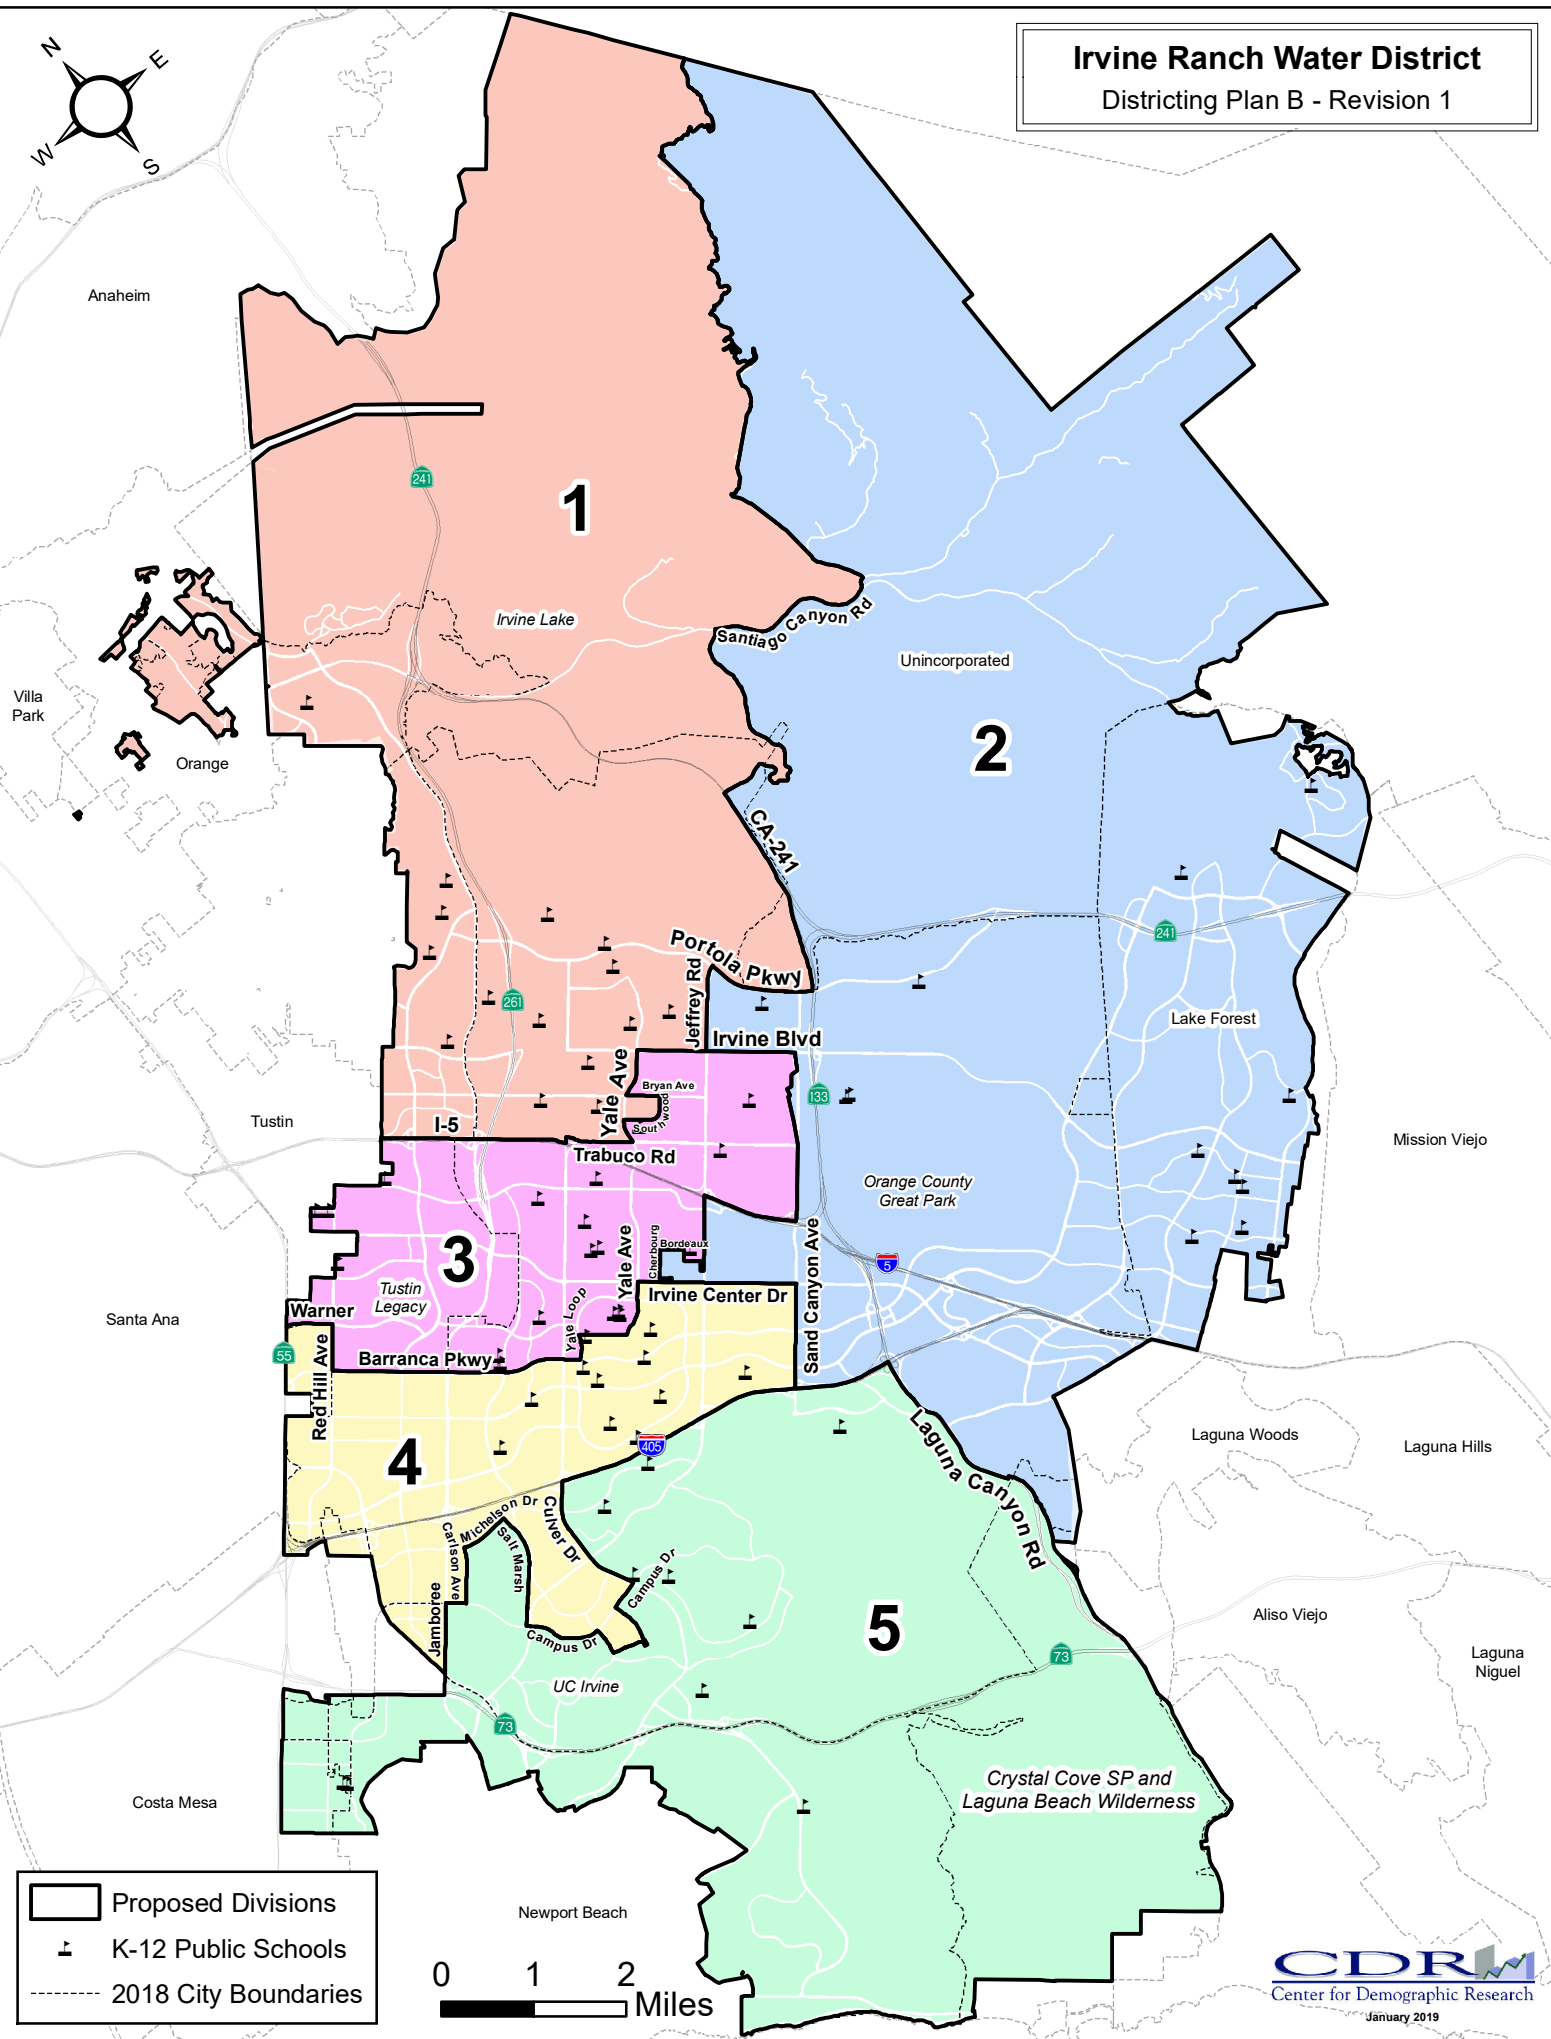 Irvine Ranch Water District
Districting Plan B - Revision 1
N
E
W
S
Anaheim
241
1
Irvine Lake
Santiago Canyon Rd
Unincorporated
Villa
Park
Orange
2
CA-241
241
Portola Pkwy
Jeffrey Rd
261
Irvine Blvd
Lake Forest
Yale Ave
Bryan Ave
Southwood
133
Tustin
I-5
Trabuco Rd
Mission Viejo
Orange County
Great Park
3
Yale Ave
Cherbourg
Bordeaux
Sand Canyon Ave
5
Tustin
Legacy
Yale Loop
Irvine Center Dr
Warner
Santa Ana
55
Red Hill Ave
Barranca Pkwy
4
405
Laguna Canyon Rd
Laguna Woods
Laguna Hills
Michelson Dr
Culver Dr
Carlson Ave
Salt Marsh
Campus Dr
Jamboree
Campus Dr
5
Aliso Viejo
73
Laguna
Niguel
UC Irvine
73
Crystal Cove SP and
Laguna Beach Wilderness
Costa Mesa
Newport Beach
Proposed Divisions
K-12 Public Schools
2018 City Boundaries
0 1 2
Miles
CDR
Center for Demographic Research
January 2019